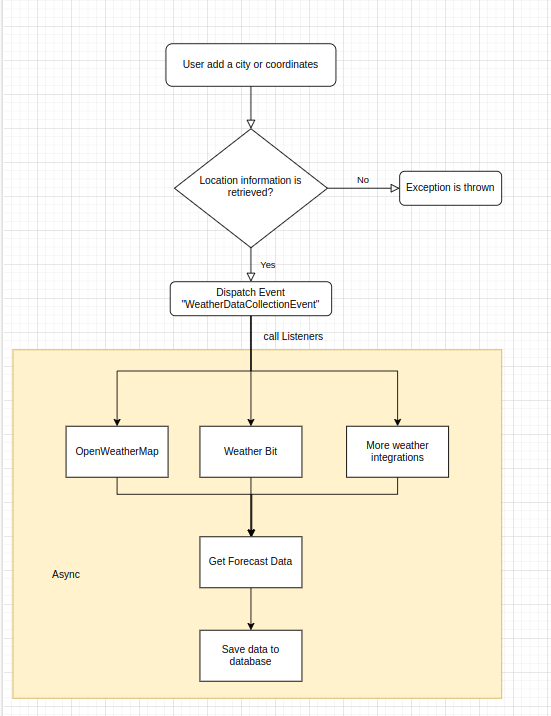 User add a city or coordinates
Location information is
retrieved?
No
Exception is thrown
Yes
Dispatch Event
"WeatherDataCollectionEvent"
call Listeners
OpenWeatherMap
Weather Bit
More weather
integrations
Get Forecast Data
Async
Save data to
database